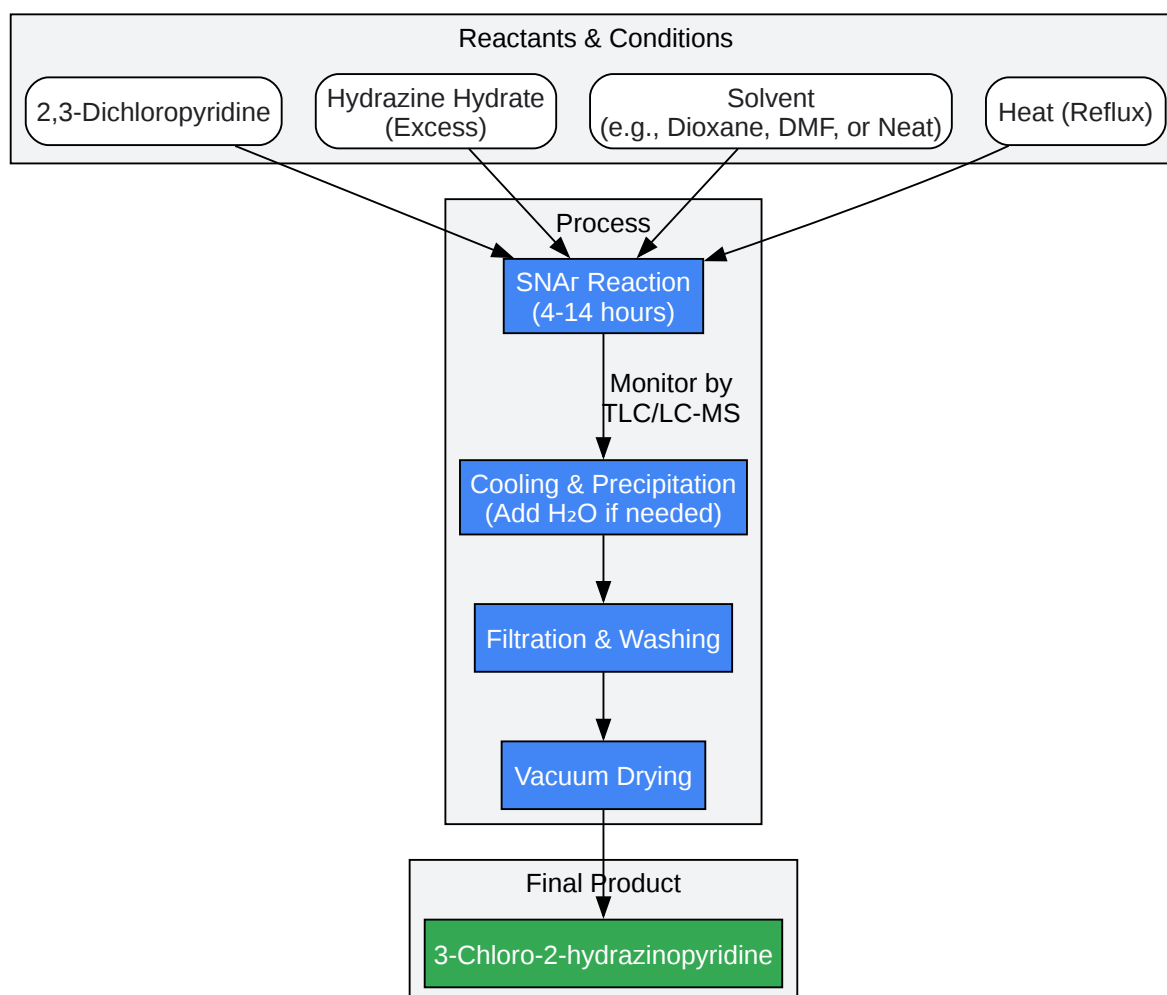 Reactants & Conditions
2,3-Dichloropyridine
Hydrazine Hydrate
(Excess)
Solvent
(e.g., Dioxane, DMF, or Neat)
Heat (Reflux)
Process
SNAr Reaction
(4-14 hours)
Monitor by
TLC/LC-MS
Cooling & Precipitation
(Add H₂O if needed)
Filtration & Washing
Vacuum Drying
Final Product
3-Chloro-2-hydrazinopyridine